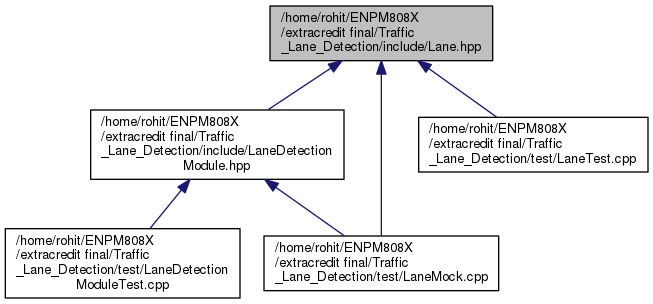 /home/rohit/ENPM808X
/extracredit final/Traffic
_Lane_Detection/include/Lane.hpp
/home/rohit/ENPM808X
/extracredit final/Traffic
_Lane_Detection/include/LaneDetection
Module.hpp
/home/rohit/ENPM808X
/extracredit final/Traffic
_Lane_Detection/test/LaneTest.cpp
/home/rohit/ENPM808X
/extracredit final/Traffic
_Lane_Detection/test/LaneDetection
ModuleTest.cpp
/home/rohit/ENPM808X
/extracredit final/Traffic
_Lane_Detection/test/LaneMock.cpp